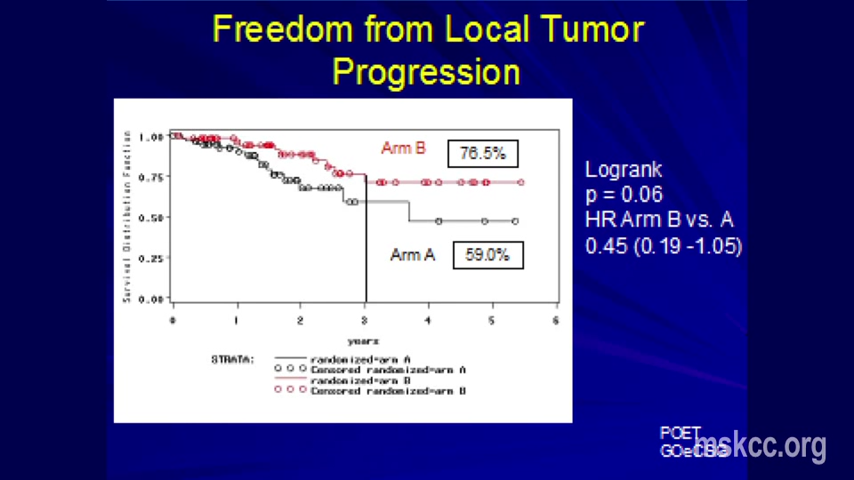 Freedom from Local Tumor
Progression
Survival Distribution Function
1.00
0.75
0.50
0.25
0.00
Arm B
76.5%
Arm A
59.0%
0 1 2 3 4 5 6
years
STRATA:
randomized=arm A
Censored randomized=arm A
randomized=arm B
Censored randomized=arm B
Logrank
p = 0.06
HR Arm B vs. A
0.45 (0.19 -1.05)
POET
mskcc.org